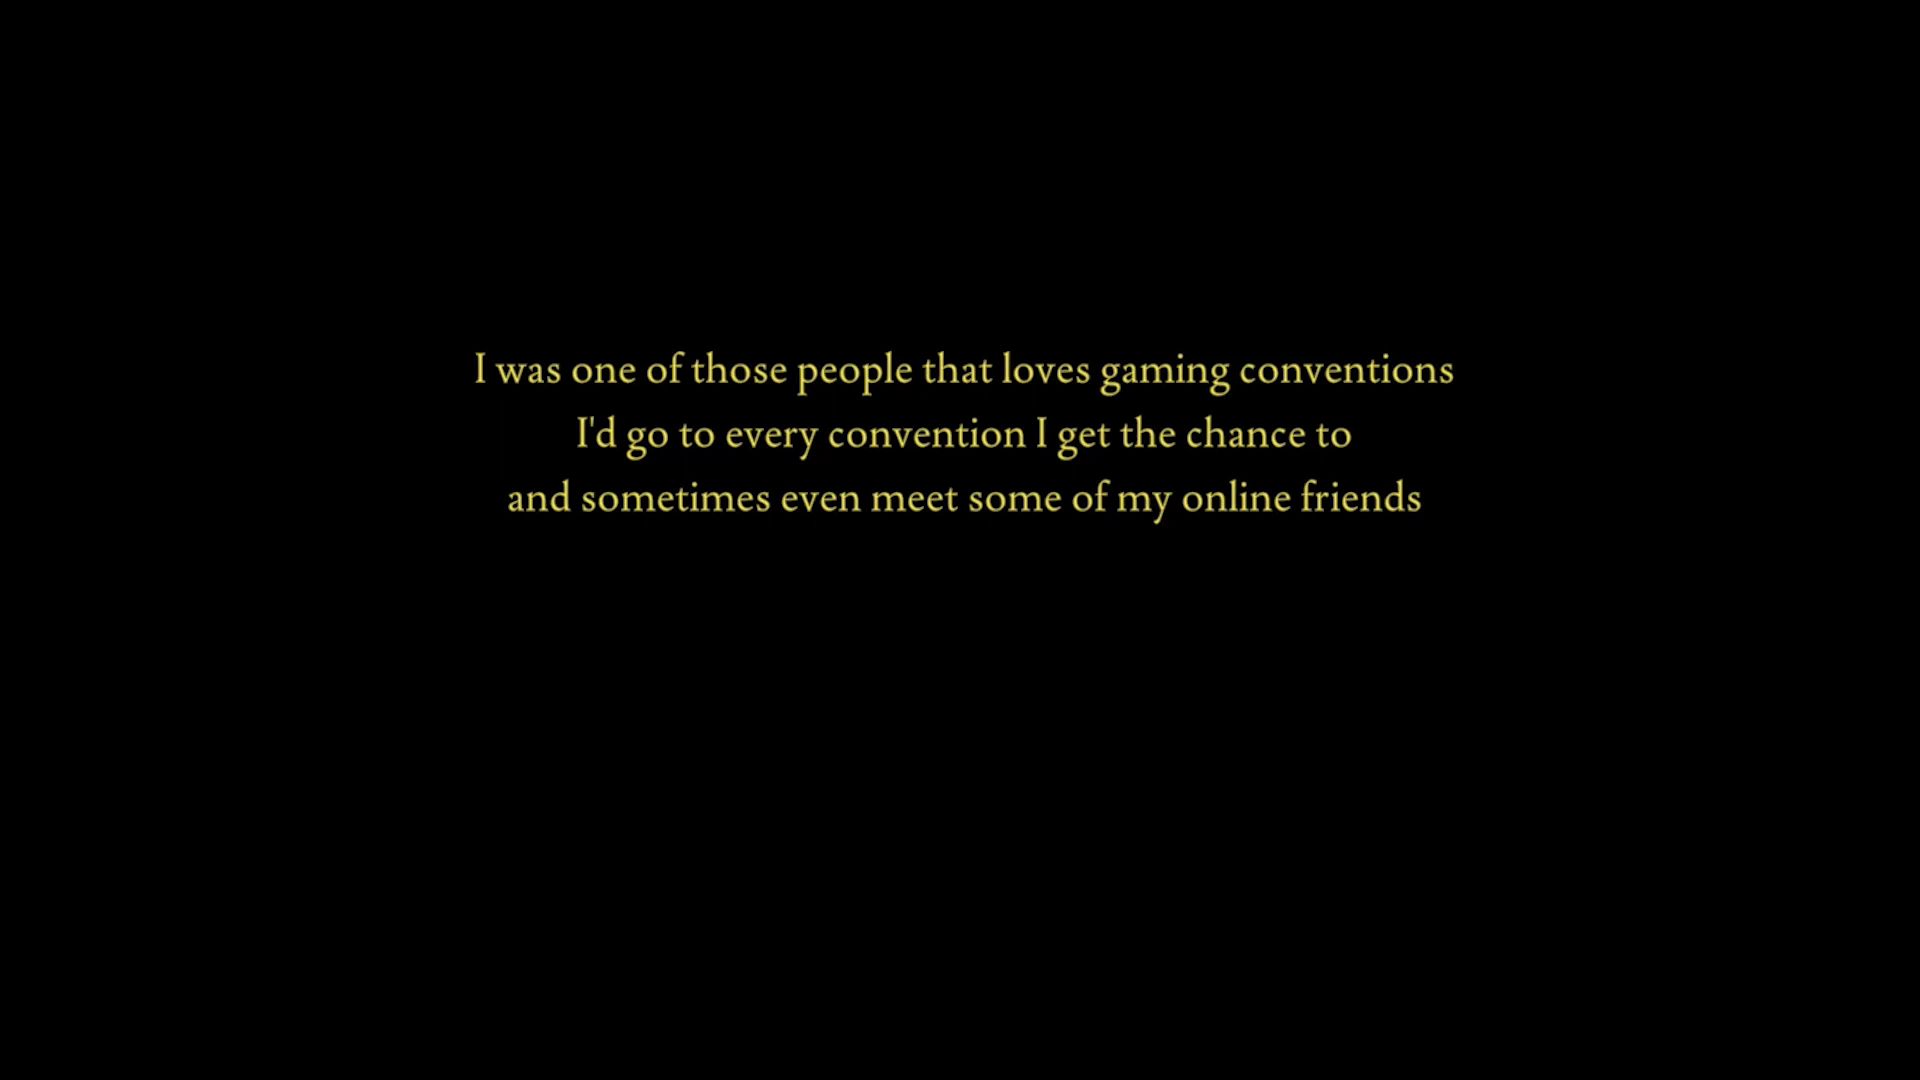 I was one of those people that loves gaming conventions
I'd go to every convention I get the chance to
and sometimes even meet some of my online friends